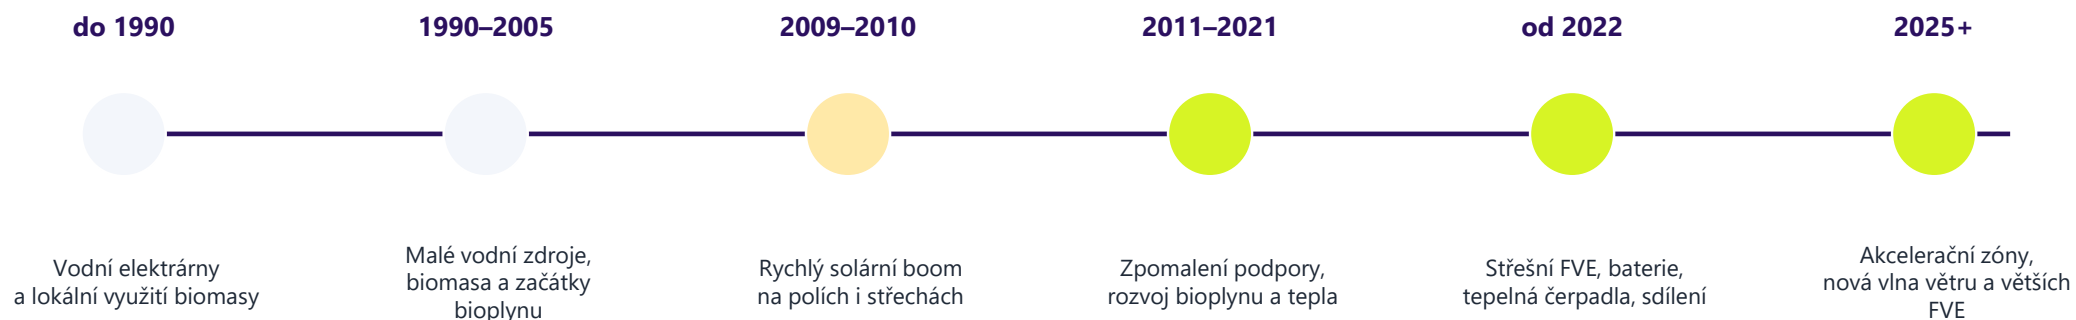 do 1990
Vodní elektrárny
a lokální využití biomasy
1990–2005
Malé vodní zdroje,
biomasa a začátky
bioplynu
2009–2010
Rychlý solární boom
na polích i střechách
2011–2021
Zpomalení podpory,
rozvoj bioplynu a tepla
od 2022
Střešní FVE, baterie,
tepelná čerpadla, sdílení
2025+
Akcelerační zóny,
nová vlna větru a větších
FVE